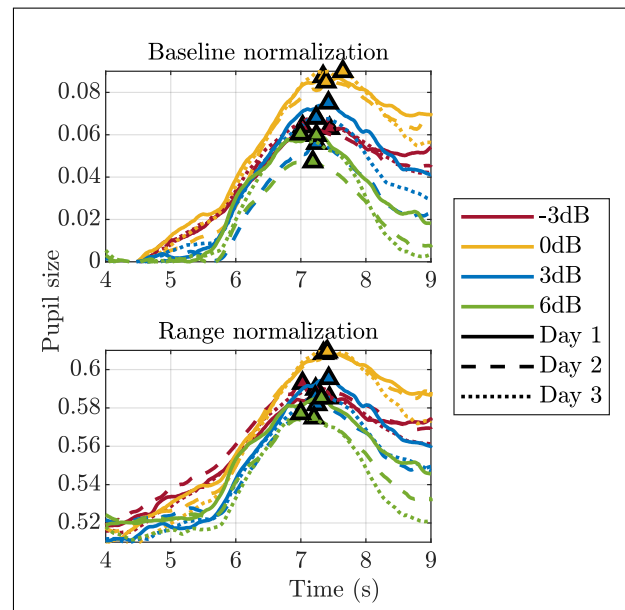 Baseline normalization
0.08
0.06
0.04
0.02
0
4 5 6 7 8 9
Pupil size
Range normalization
0.6
0.58
0.56
0.54
0.52
4 5 6 7 8 9
Time (s)
-3dB
0dB
3dB
6dB
Day 1
Day 2
Day 3